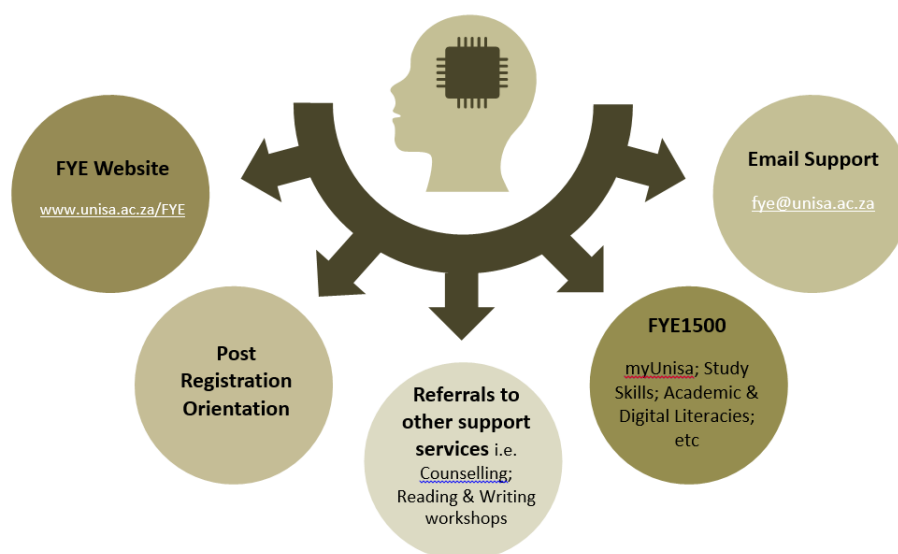 FYE Website
www.unisa.ac.za/FYE
Post
Registration
Orientation
Referrals to
other support
services i.e.
Counselling;
Reading & Writing
workshops
FYE1500
myUnisa; Study
Skills; Academic &
Digital Literacies;
etc
Email Support
fye@unisa.ac.za